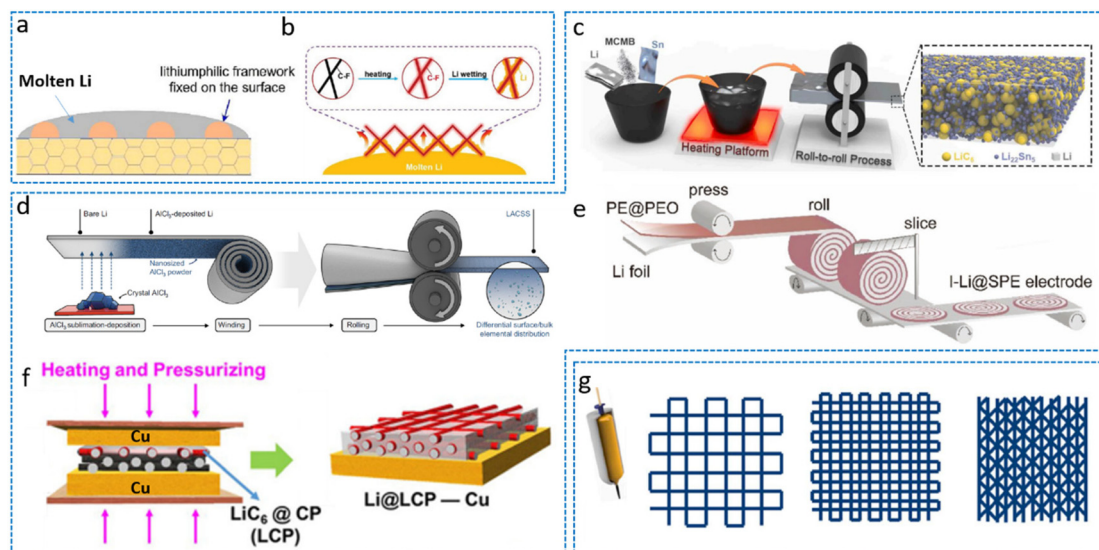 a
Molten Li
lithiumphilic framework
fixed on the surface
b
C-F
heating
C-F
Li wetting
Li
Molten Li
c
Li
MCMB
Sn
Heating Platform
Roll-to-roll Process
LiC₆
Li₂₂Sn₅
Li
d
Bare Li
AlCl₃-deposited Li
Nanosized
AlCl₃ powder
Crystal AlCl₃
AlCl₃ sublimation-deposition
Winding
Rolling
LACSS
Differential surface/bulk
elemental distribution
e
PE@PEO
press
roll
slice
Li foil
l-Li@SPE electrode
f
Heating and Pressurizing
Cu
Cu
LiC₆ @ CP
(LCP)
Li@LCP — Cu
g